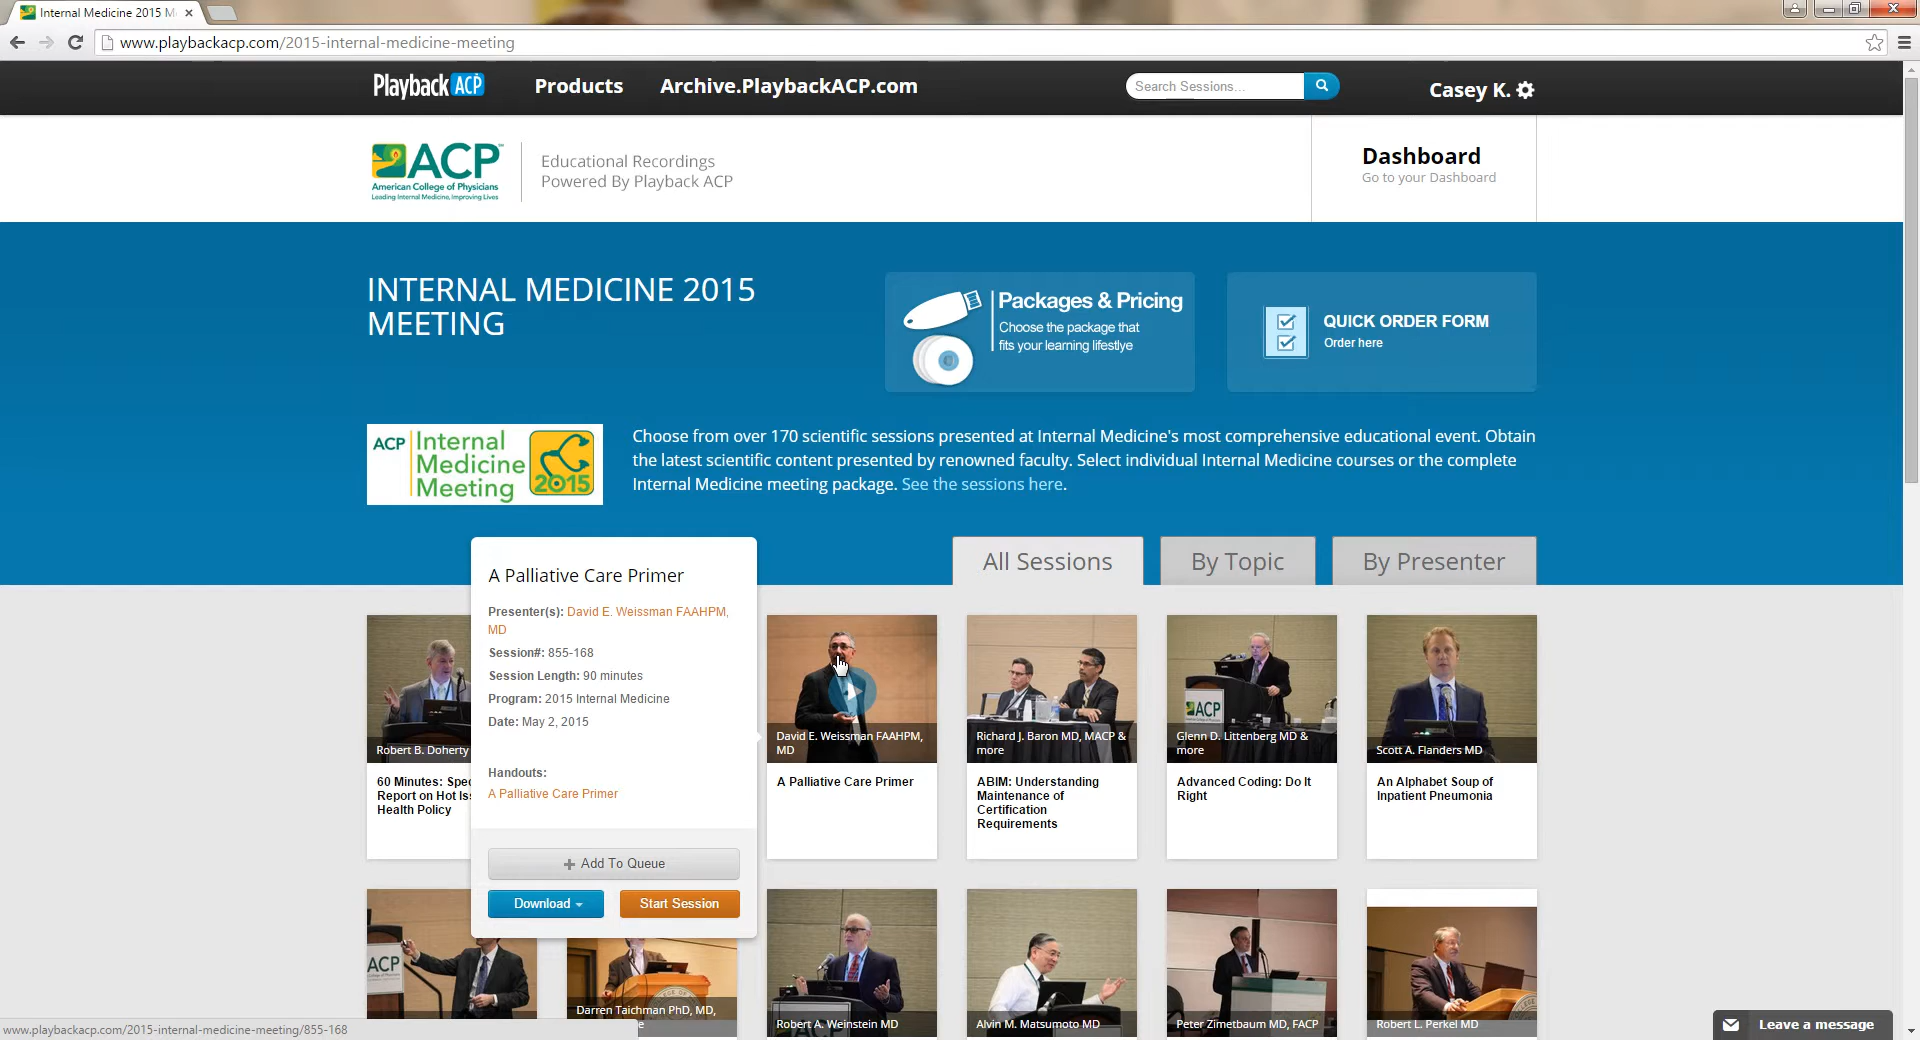 Internal Medicine 2015 M
www.playbackacp.com/2015-internal-medicine-meeting
Playback ACP
Products
Archive.PlaybackACP.com
Search Sessions...
Casey K.
ACP
American College of Physicians
Leading Internal Medicine, Improving Lives
Educational Recordings
Powered By Playback ACP
Dashboard
Go to your Dashboard
INTERNAL MEDICINE 2015
MEETING
Packages & Pricing
Choose the package that
fits your learning lifestlye
QUICK ORDER FORM
Order here
ACP
Internal
Medicine
Meeting
2015
Choose from over 170 scientific sessions presented at Internal Medicine's most comprehensive educational event. Obtain
the latest scientific content presented by renowned faculty. Select individual Internal Medicine courses or the complete
Internal Medicine meeting package. See the sessions here.
All Sessions
By Topic
By Presenter
A Palliative Care Primer
Presenter(s): David E. Weissman FAAHPM,
MD
Session#: 855-168
Session Length: 90 minutes
Program: 2015 Internal Medicine
Date: May 2, 2015
Handouts:
A Palliative Care Primer
+ Add To Queue
Download
Start Session
Robert B. Doherty
60 Minutes: Spec
Report on Hot Is
Health Policy
David E. Weissman FAAHPM,
MD
A Palliative Care Primer
Richard J. Baron MD, MACP &
more
ABIM: Understanding
Maintenance of
Certification
Requirements
ACP
Glenn D. Littenberg MD &
more
Advanced Coding: Do It
Right
Scott A. Flanders MD
An Alphabet Soup of
Inpatient Pneumonia
ACP
Darren Taichman PhD, MD,
e
Robert A. Weinstein MD
Alvin M. Matsumoto MD
Peter Zimetbaum MD, FACP
Robert L. Perkel MD
www.playbackacp.com/2015-internal-medicine-meeting/855-168
Leave a message